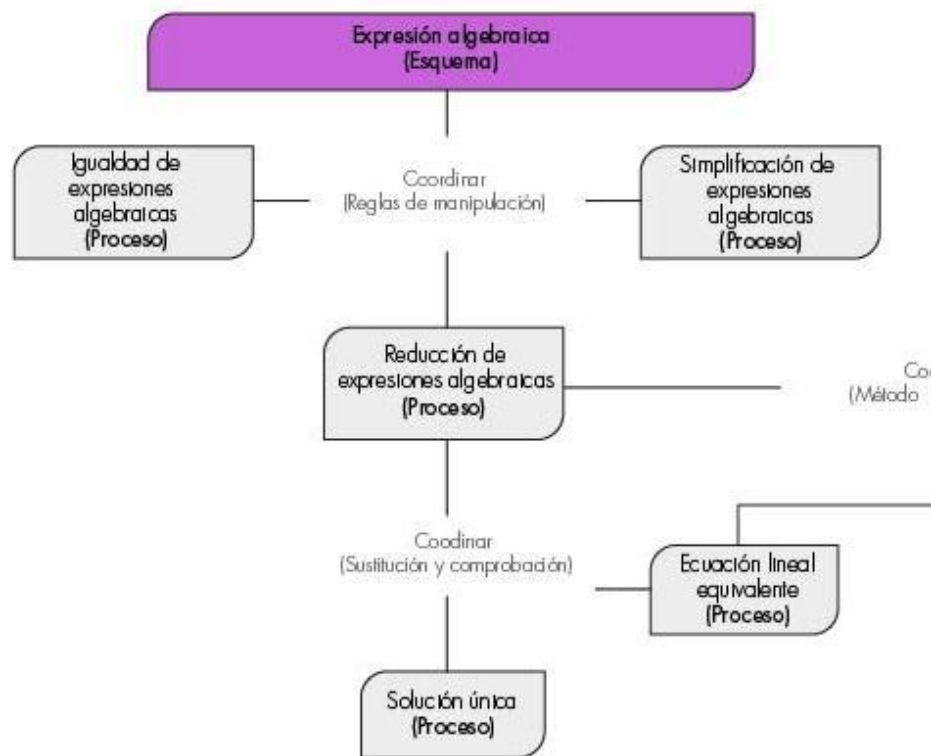 Expresión algebraica
(Esquema)
Igualdad de
expresiones
algebraicas
(Proceso)
Coordinar
(Reglas de manipulación)
Simplificación de
expresiones
algebraicas
(Proceso)
Reducción de
expresiones algebraicas
(Proceso)
(Método
Coodinar
(Sustitución y comprobación)
Ecuación lineal
equivalente
(Proceso)
Solución única
(Proceso)